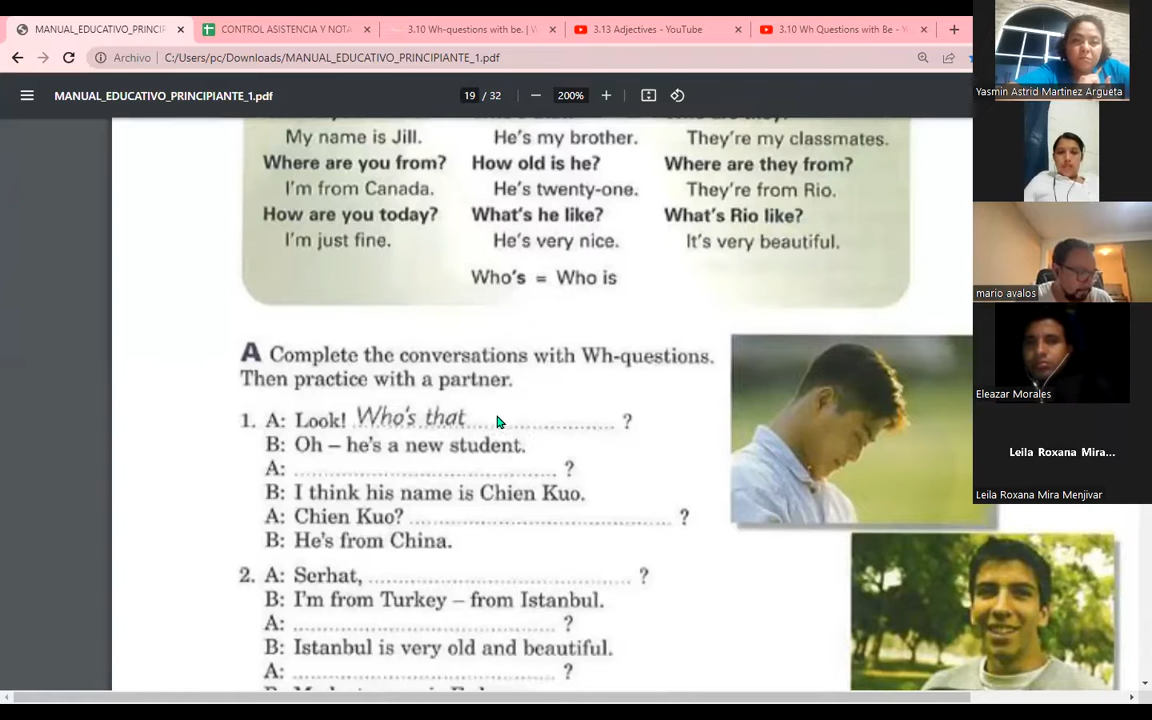 MANUAL_EDUCATIVO_PRINCIP
CONTROL ASISTENCIA Y NOTA
3.10 Wh-questions with be. |
3.13 Adjectives - YouTube
3.10 Wh Questions with Be -
Archivo
C:/Users/pc/Downloads/MANUAL_EDUCATIVO_PRINCIPIANTE_1.pdf
MANUAL_EDUCATIVO_PRINCIPIANTE_1.pdf
19 / 32
200%
My name is Jill.
He's my brother.
They're my classmates.
Where are you from?
How old is he?
Where are they from?
I'm from Canada.
He's twenty-one.
They're from Rio.
How are you today?
What's he like?
What's Rio like?
I'm just fine.
He's very nice.
It's very beautiful.
Who's = Who is
A Complete the conversations with Wh-questions.
Then practice with a partner.
1. A: Look! Who's that ?
B: Oh – he's a new student.
A: ?
B: I think his name is Chien Kuo.
A: Chien Kuo? ?
B: He's from China.
2. A: Serhat, ?
B: I'm from Turkey – from Istanbul.
A: ?
B: Istanbul is very old and beautiful.
A: ?
Yasmin Astrid Martinez Argueta
mario avalos
Eleazar Morales
Leila Roxana Mira...
Leila Roxana Mira Menjivar